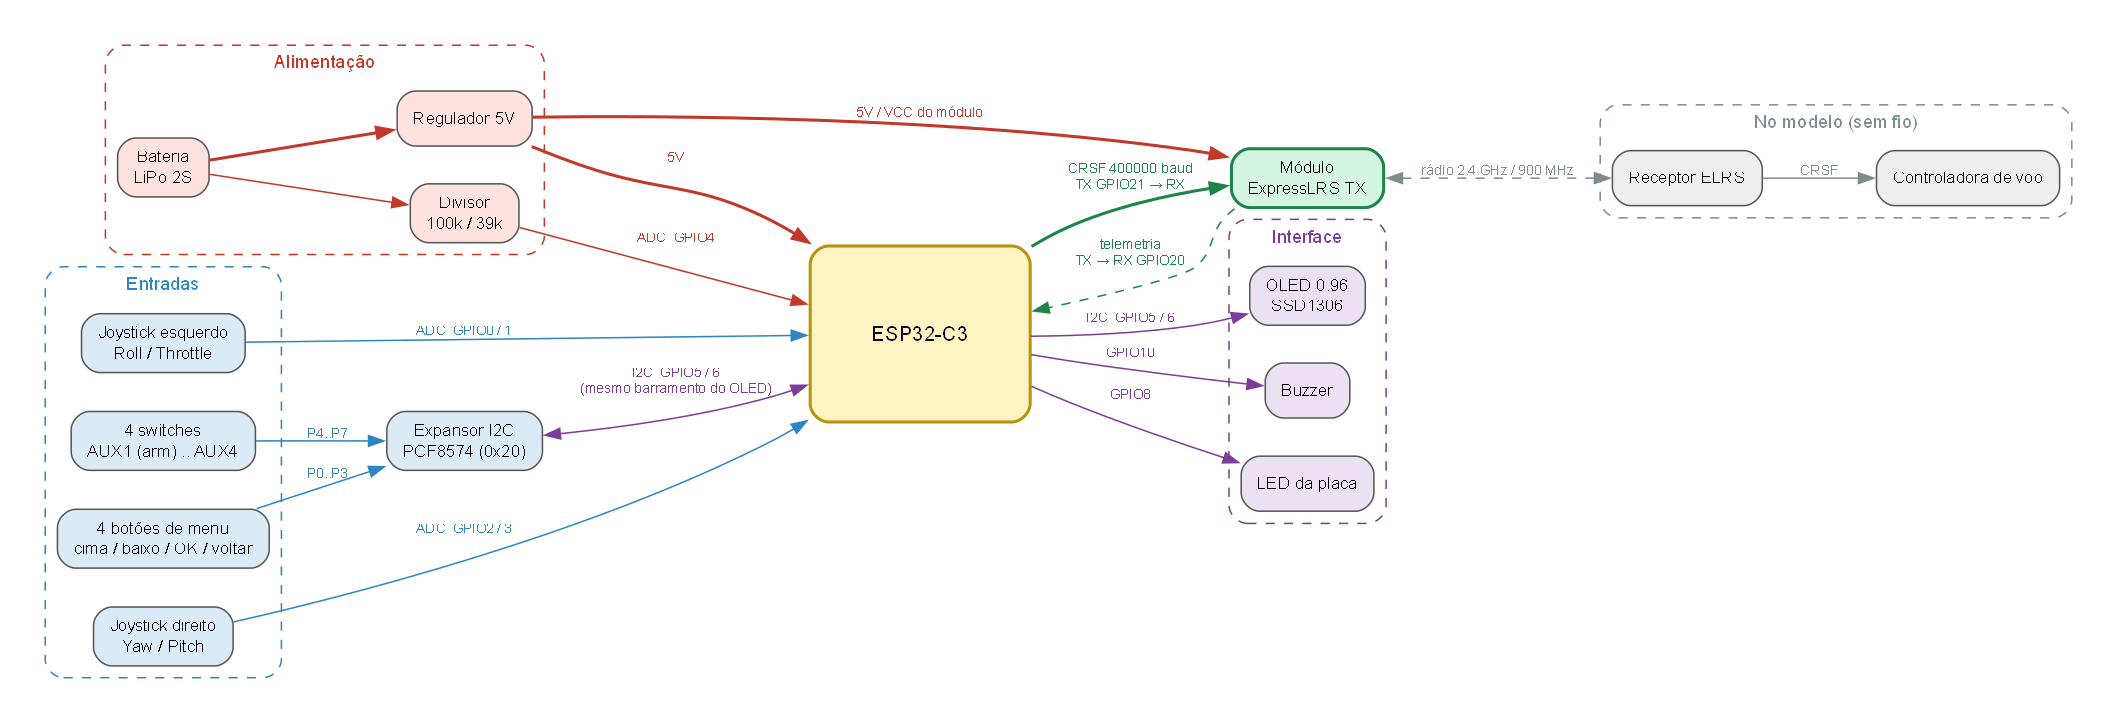 Alimentação
Bateria
LiPo 2S
Regulador 5V
Divisor
100k / 39k
5V / VCC do módulo
5V
ADC GPIO4
Entradas
Joystick esquerdo
Roll / Throttle
ADC GPIO0 / 1
4 switches
AUX1 (arm) .. AUX4
P4..P7
4 botões de menu
cima / baixo / OK / voltar
P0..P3
Expansor I2C
PCF8574 (0x20)
I2C GPIO5 / 6
(mesmo barramento do OLED)
Joystick direito
Yaw / Pitch
ADC GPIO2 / 3
ESP32-C3
CRSF 400000 baud
TX GPIO21 → RX
telemetria
TX → RX GPIO20
Módulo
ExpressLRS TX
I2C GPIO5 / 6
GPIO10
GPIO8
Interface
OLED 0.96
SSD1306
Buzzer
LED da placa
rádio 2.4 GHz / 900 MHz
No modelo (sem fio)
Receptor ELRS
CRSF
Controladora de voo